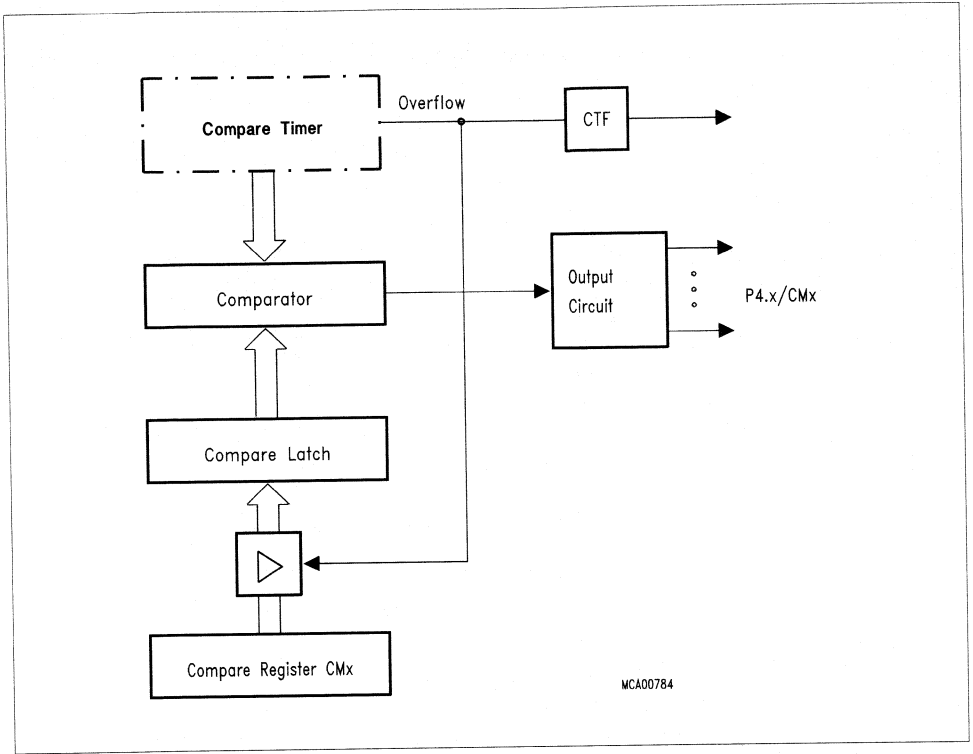 Overflow
Compare Timer
CTF
Comparator
Output
Circuit
P4.x/CMx
Compare Latch
Compare Register CMx
MCA00784